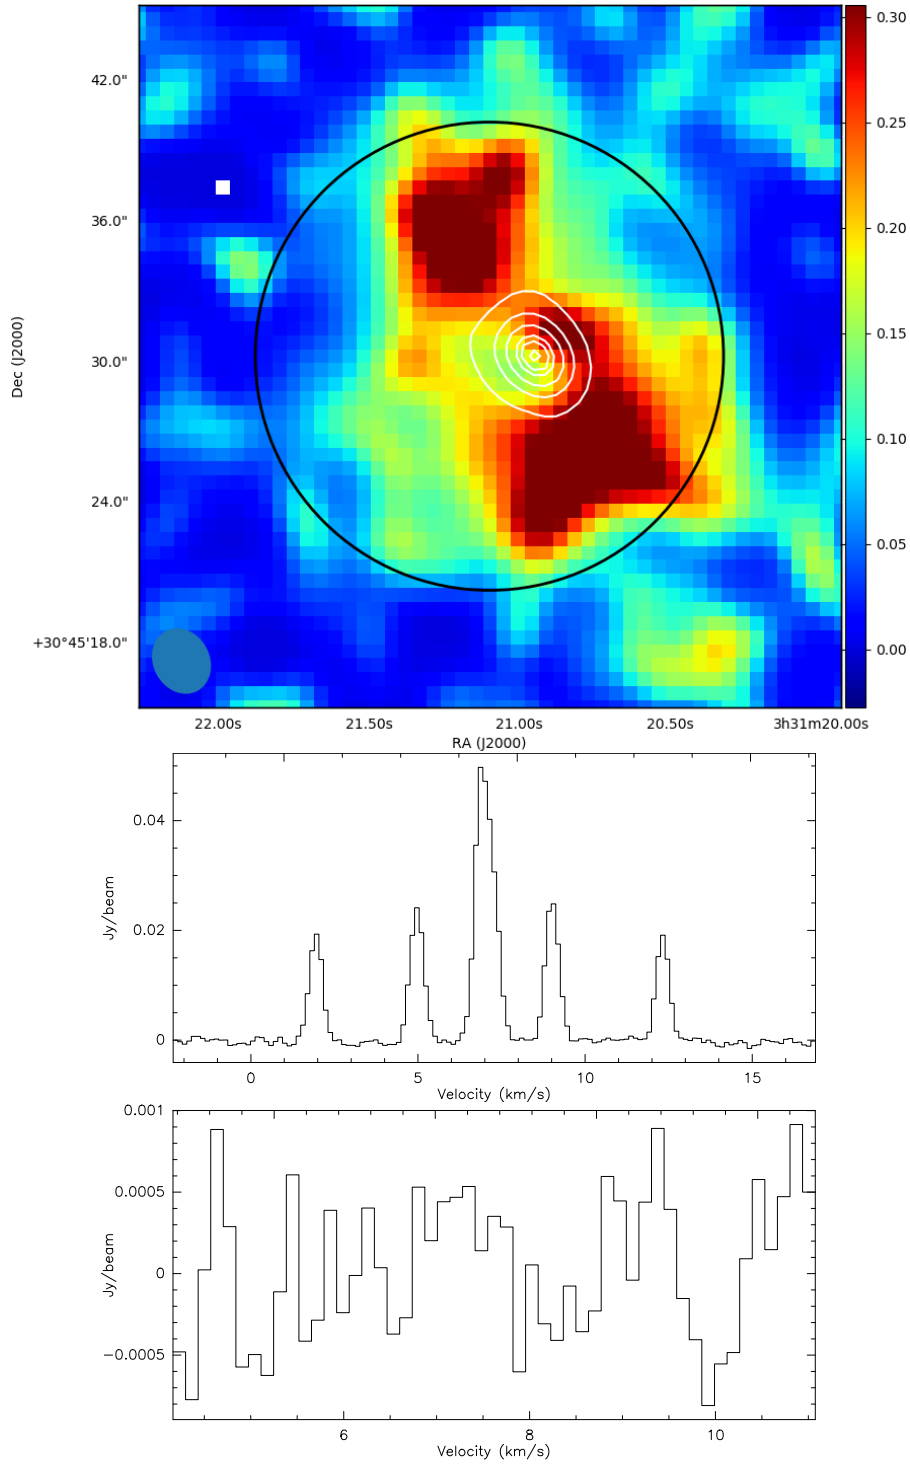 42.0"
36.0"
30.0"
24.0"
+30°45'18.0"
Dec (J2000)
0.30
0.25
0.20
0.15
0.10
0.05
0.00
22.00s 21.50s 21.00s 20.50s 3h31m20.00s
RA (J2000)
0.04
0.02
0
Jy/beam
0 5 10 15
Velocity (km/s)
0.001
0.0005
0
−0.0005
Jy/beam
6 8 10
Velocity (km/s)